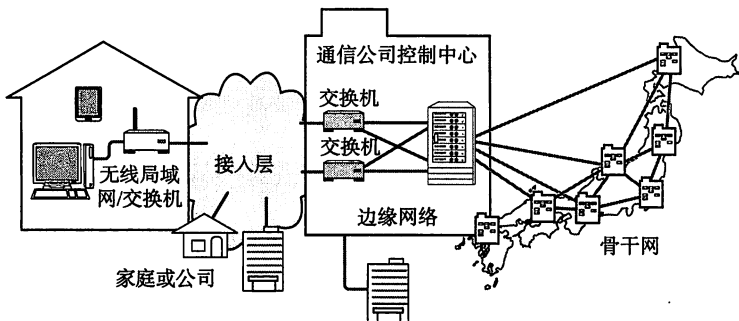 通信公司控制中心
交换机
交换机
无线局域
网/交换机
接入层
边缘网络
家庭或公司
骨干网